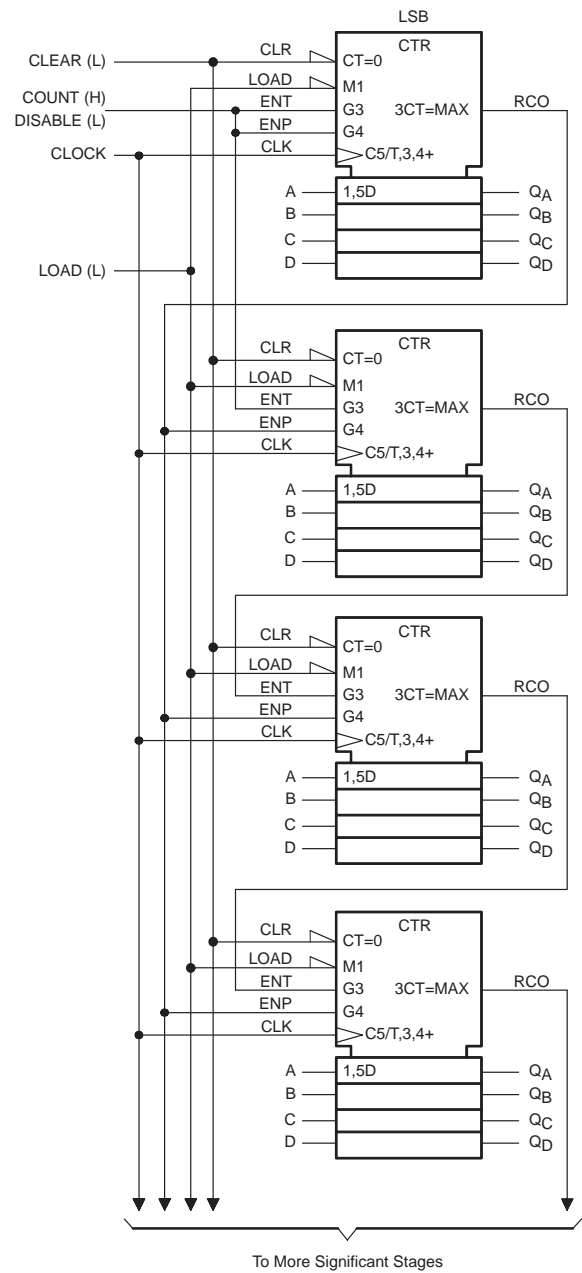 LSB
CTR
CLEAR (L)
CLR
CT=0
LOAD
M1
COUNT (H)
DISABLE (L)
ENT
G3
3CT=MAX
RCO
ENP
G4
CLOCK
CLK
C5/T,3,4+
A
1,5D
QA
B
QB
C
QC
D
QD
LOAD (L)
CTR
CLR
CT=0
LOAD
M1
ENT
G3
3CT=MAX
RCO
ENP
G4
CLK
C5/T,3,4+
A
1,5D
QA
B
QB
C
QC
D
QD
CTR
CLR
CT=0
LOAD
M1
ENT
G3
3CT=MAX
RCO
ENP
G4
CLK
C5/T,3,4+
A
1,5D
QA
B
QB
C
QC
D
QD
CTR
CLR
CT=0
LOAD
M1
ENT
G3
3CT=MAX
RCO
ENP
G4
CLK
C5/T,3,4+
A
1,5D
QA
B
QB
C
QC
D
QD
To More Significant Stages